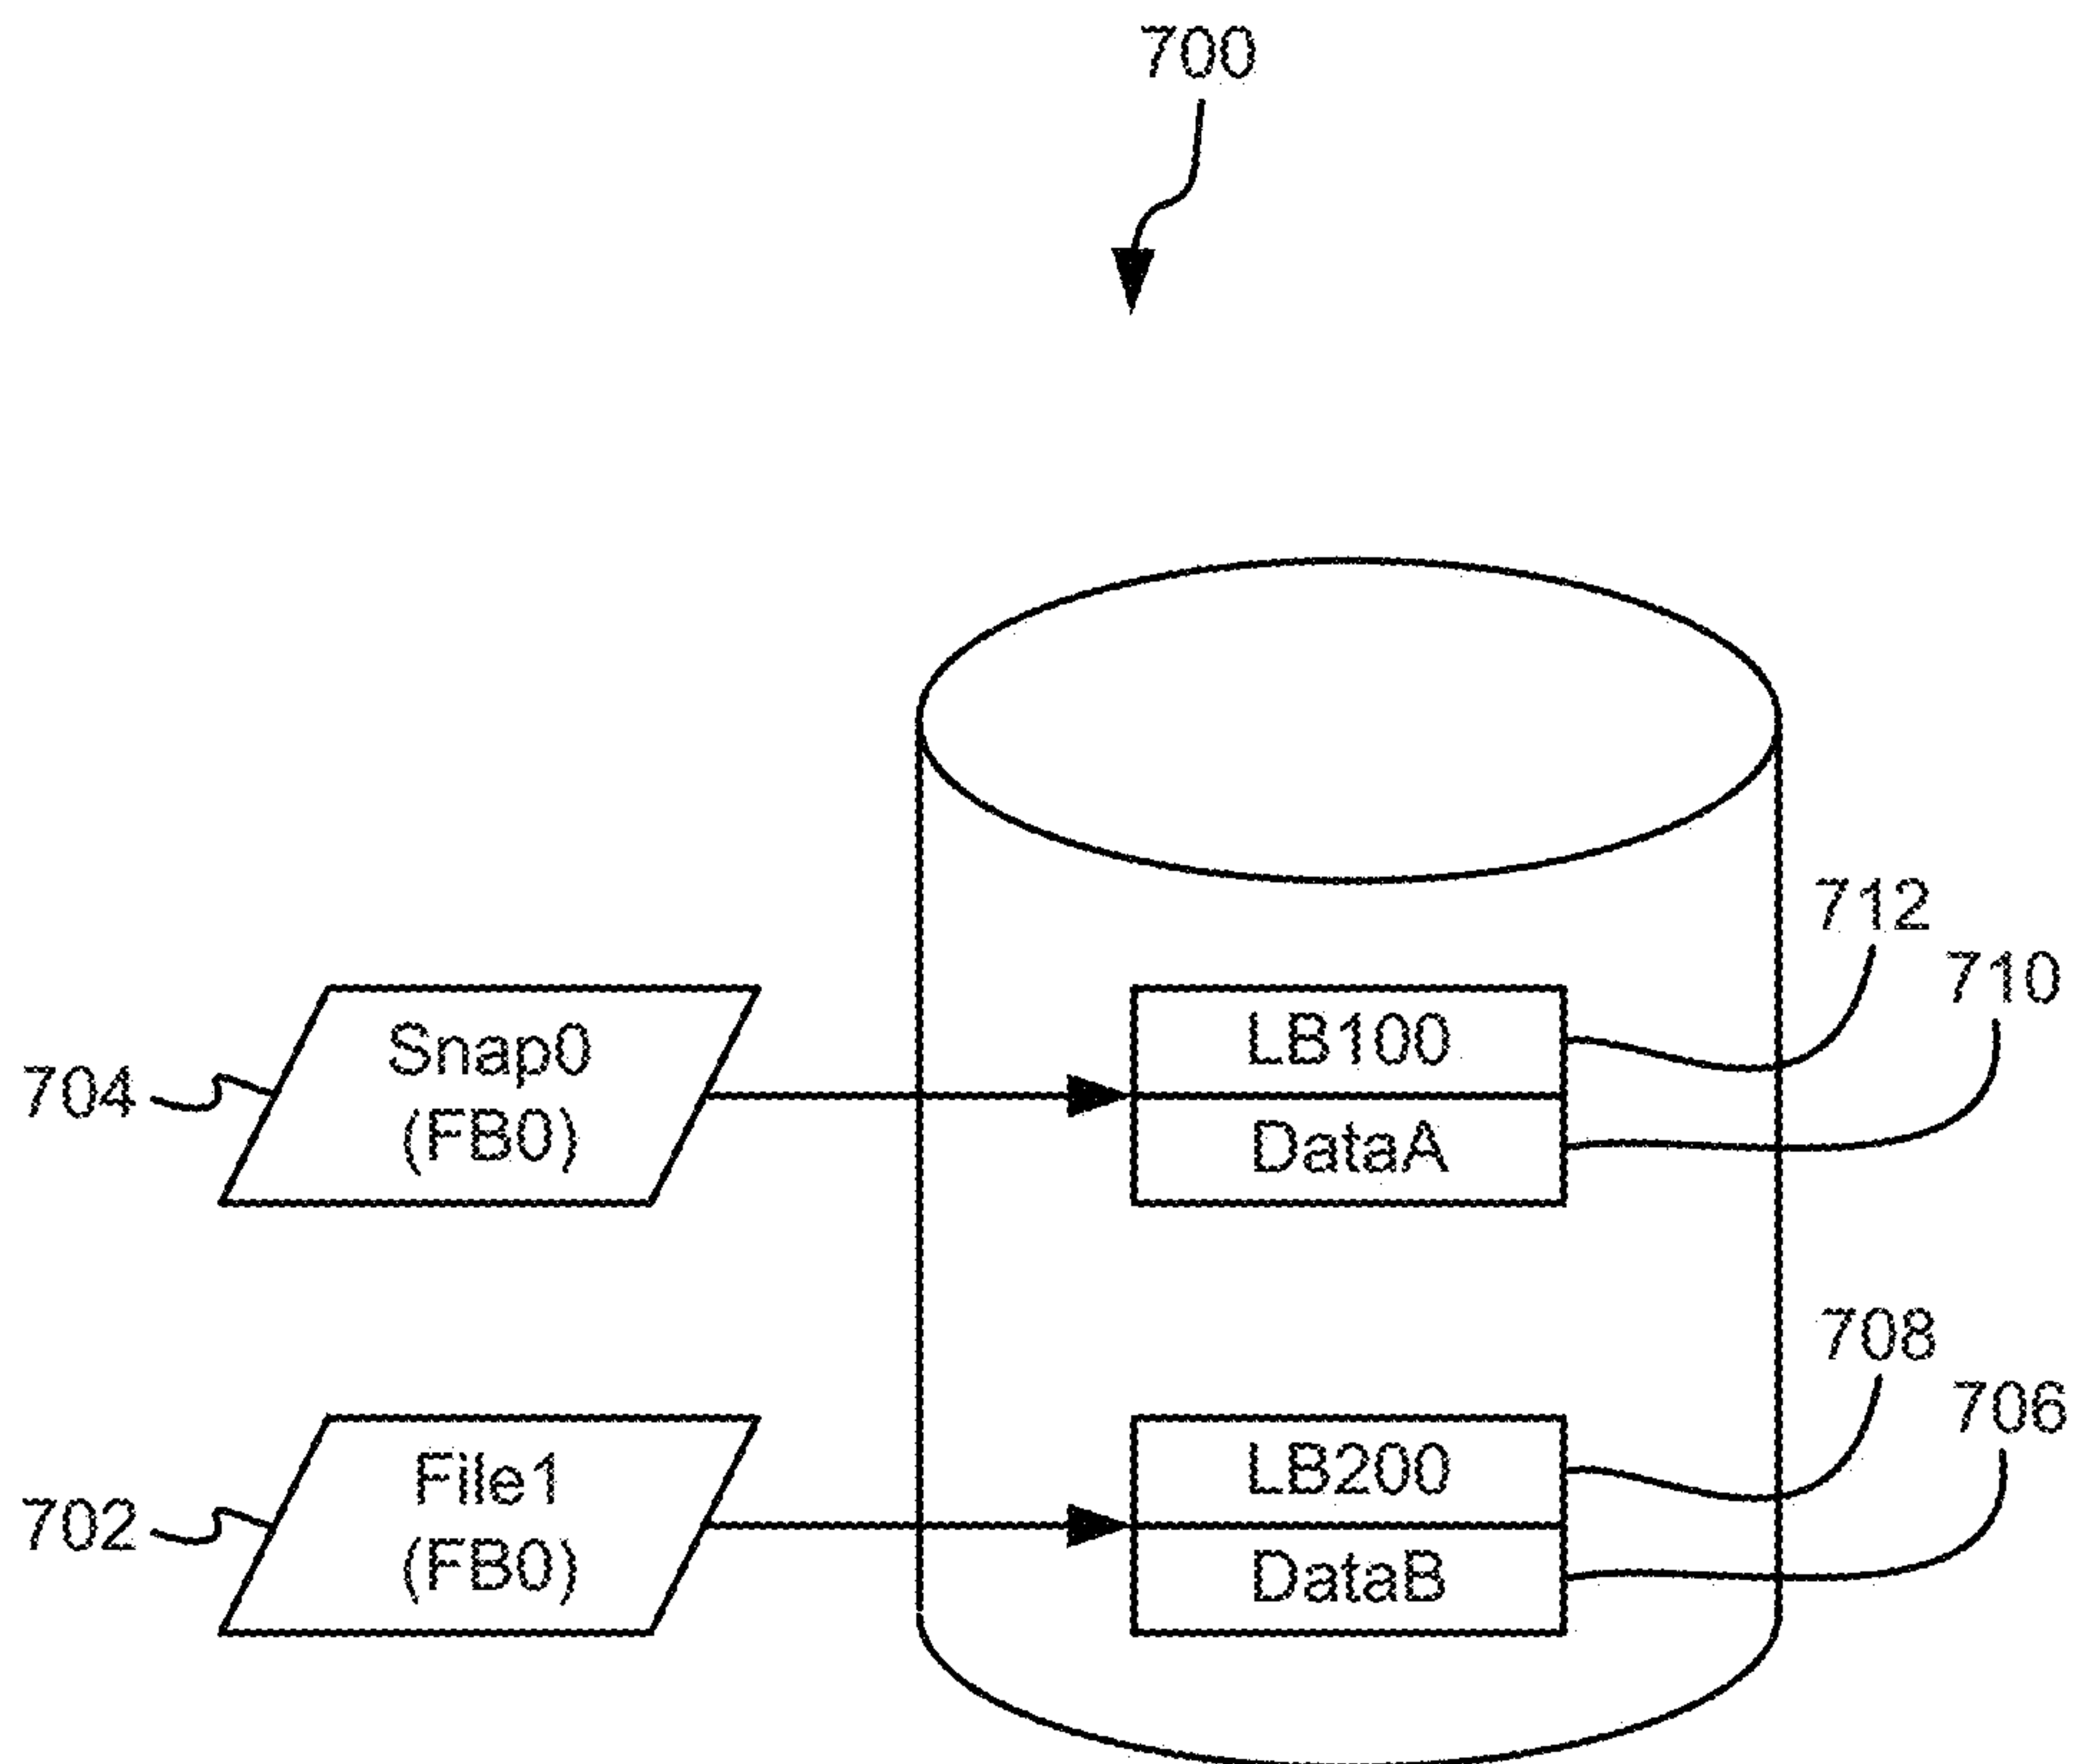 700
712
710
Snap0
(FB0)
704
LB100
DataA
708
706
File1
(FB0)
702
LB200
DataB